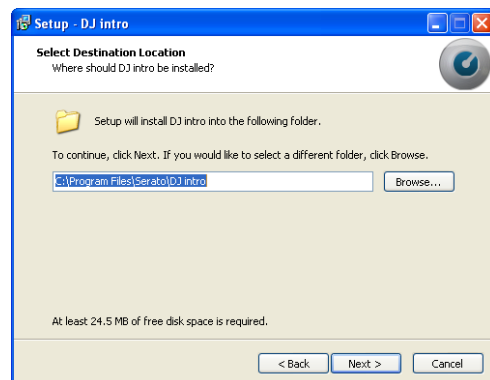 Setup - DJ intro
Select Destination Location
Where should DJ intro be installed?
Setup will install DJ intro into the following folder.
To continue, click Next. If you would like to select a different folder, click Browse.
C:\Program Files\Serato\DJ intro
Browse...
At least 24.5 MB of free disk space is required.
< Back
Next >
Cancel